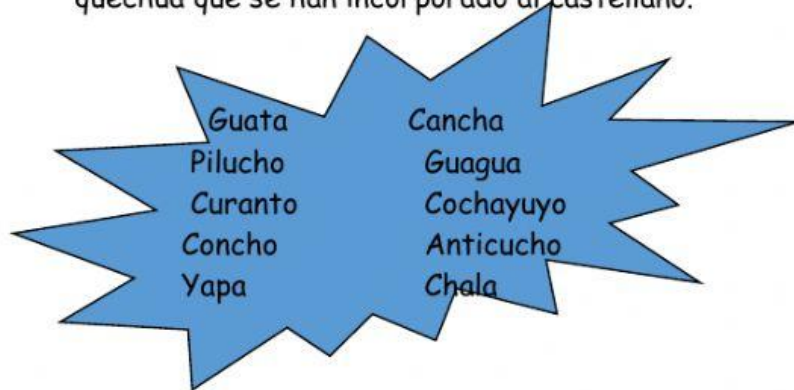 quechua que se han incorporado al castellano.
Guata Cancha
Pilucho Guagua
Curanto Cochayuyo
Concho Anticucho
Yapa Chala